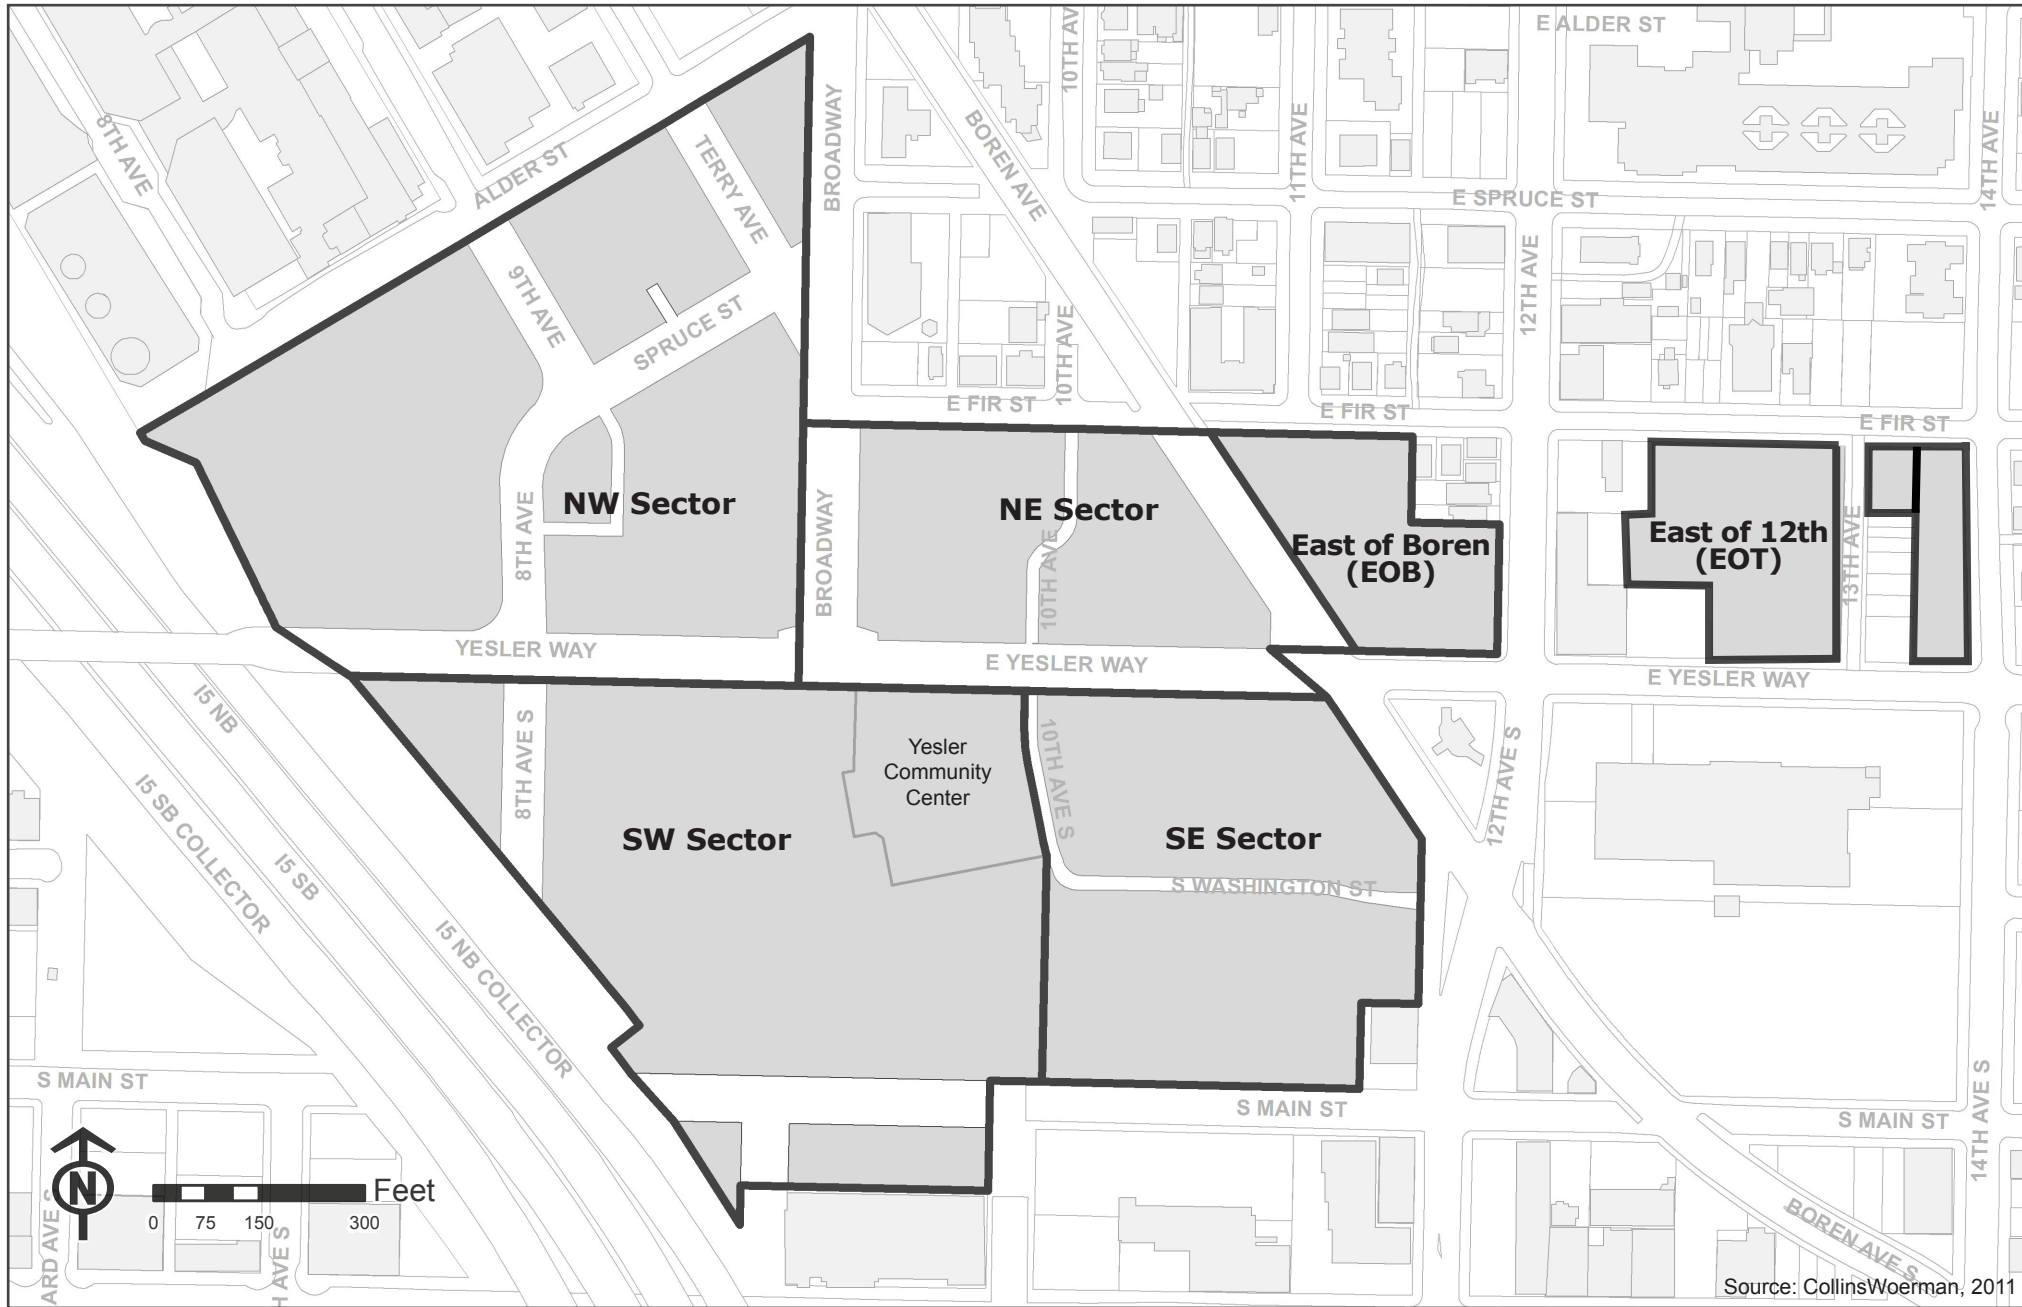 E ALDER ST
10TH AV
8TH AVE
ALDER ST
TERRY AVE
BROADWAY
BOREN AVE
11TH AVE
14TH AVE
E SPRUCE ST
9TH AVE
SPRUCE ST
10TH AVE
12TH AVE
E FIR ST
E FIR ST
E FIR ST
NW Sector
8TH AVE
BROADWAY
NE Sector
10TH AVE
East of Boren
(EOB)
East of 12th
(EOT)
13TH AVE
YESLER WAY
E YESLER WAY
E YESLER WAY
I5 NB
8TH AVE S
Yesler
Community
Center
10TH AVE S
12TH AVE S
I5 SB COLLECTOR
I5 SB
SW Sector
SE Sector
S WASHINGTON ST
I5 NB COLLECTOR
S MAIN ST
S MAIN ST
S MAIN ST
14TH AVE S
N
Feet
0 75 150 300
ARD AVE S
H AVE S
BOREN AVE S
Source: CollinsWoerman, 2011